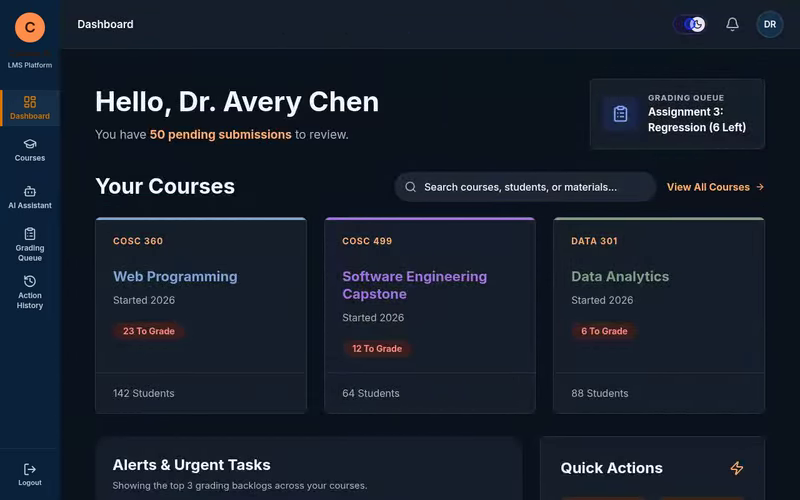 C
LMS Platform
Dashboard
Courses
AI Assistant
Grading
Queue
Action
History
Logout
Dashboard
DR
Hello, Dr. Avery Chen
You have 50 pending submissions to review.
GRADING QUEUE
Assignment 3:
Regression (6 Left)
Your Courses
Search courses, students, or materials...
View All Courses →
COSC 360
Web Programming
Started 2026
23 To Grade
142 Students
COSC 499
Software Engineering
Capstone
Started 2026
12 To Grade
64 Students
DATA 301
Data Analytics
Started 2026
6 To Grade
88 Students
Alerts & Urgent Tasks
Showing the top 3 grading backlogs across your courses.
Quick Actions